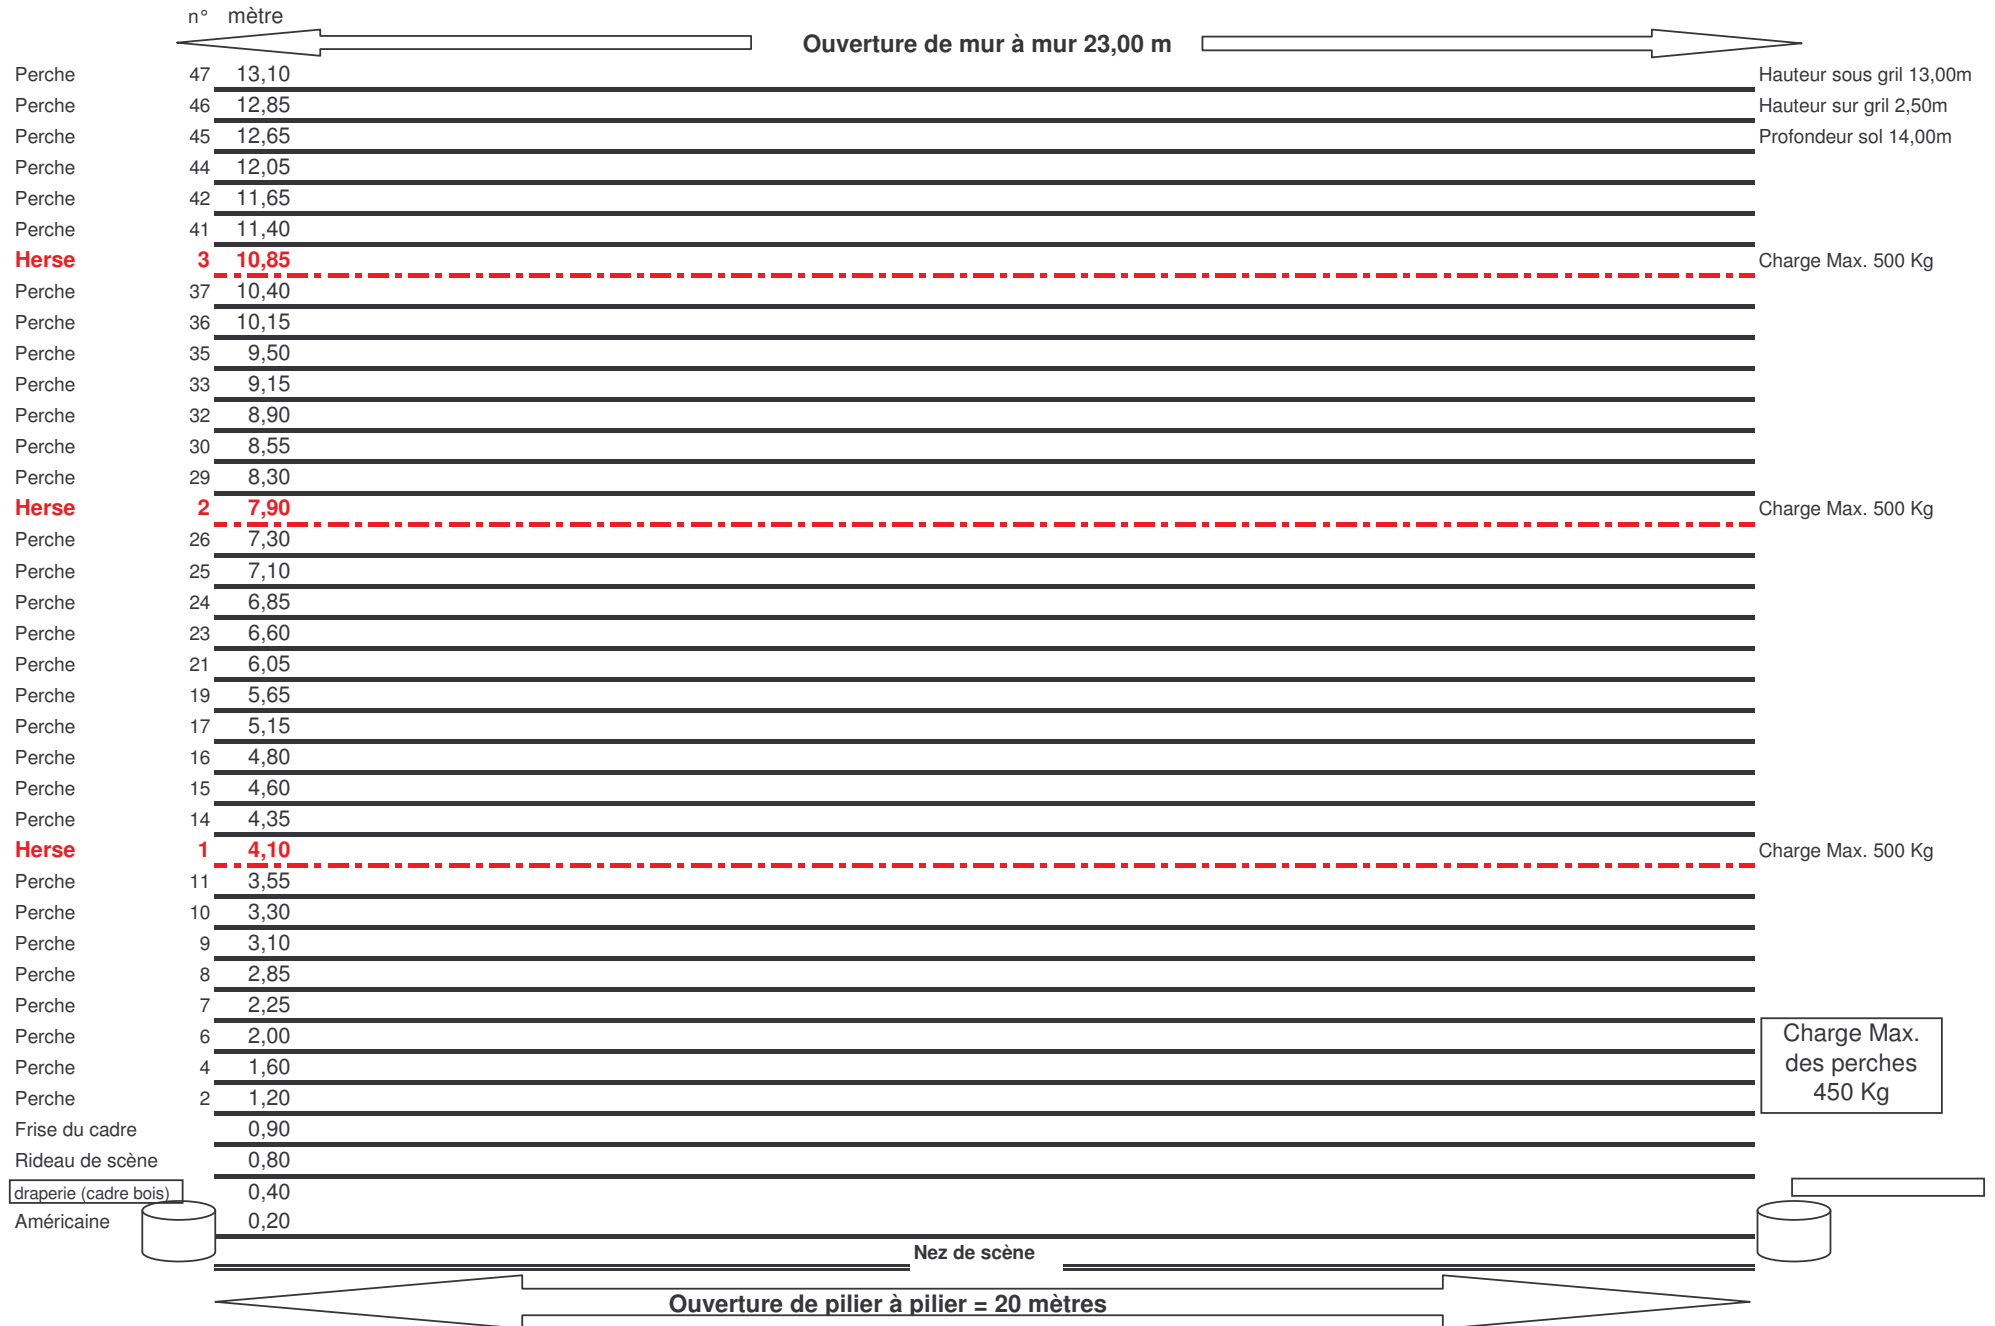 n° mètre
Ouverture de mur à mur 23,00 m
Perche 47 13,10 Hauteur sous gril 13,00m
Perche 46 12,85 Hauteur sur gril 2,50m
Perche 45 12,65 Profondeur sol 14,00m
Perche 44 12,05
Perche 42 11,65
Perche 41 11,40
Herse 3 10,85 Charge Max. 500 Kg
Perche 37 10,40
Perche 36 10,15
Perche 35 9,50
Perche 33 9,15
Perche 32 8,90
Perche 30 8,55
Perche 29 8,30
Herse 2 7,90 Charge Max. 500 Kg
Perche 26 7,30
Perche 25 7,10
Perche 24 6,85
Perche 23 6,60
Perche 21 6,05
Perche 19 5,65
Perche 17 5,15
Perche 16 4,80
Perche 15 4,60
Perche 14 4,35
Herse 1 4,10 Charge Max. 500 Kg
Perche 11 3,55
Perche 10 3,30
Perche 9 3,10
Perche 8 2,85
Perche 7 2,25
Perche 6 2,00
Perche 4 1,60
Perche 2 1,20
Charge Max.
des perches
450 Kg
Frise du cadre 0,90
Rideau de scène 0,80
draperie (cadre bois) 0,40
Américaine 0,20
Nez de scène
Ouverture de pilier à pilier = 20 mètres